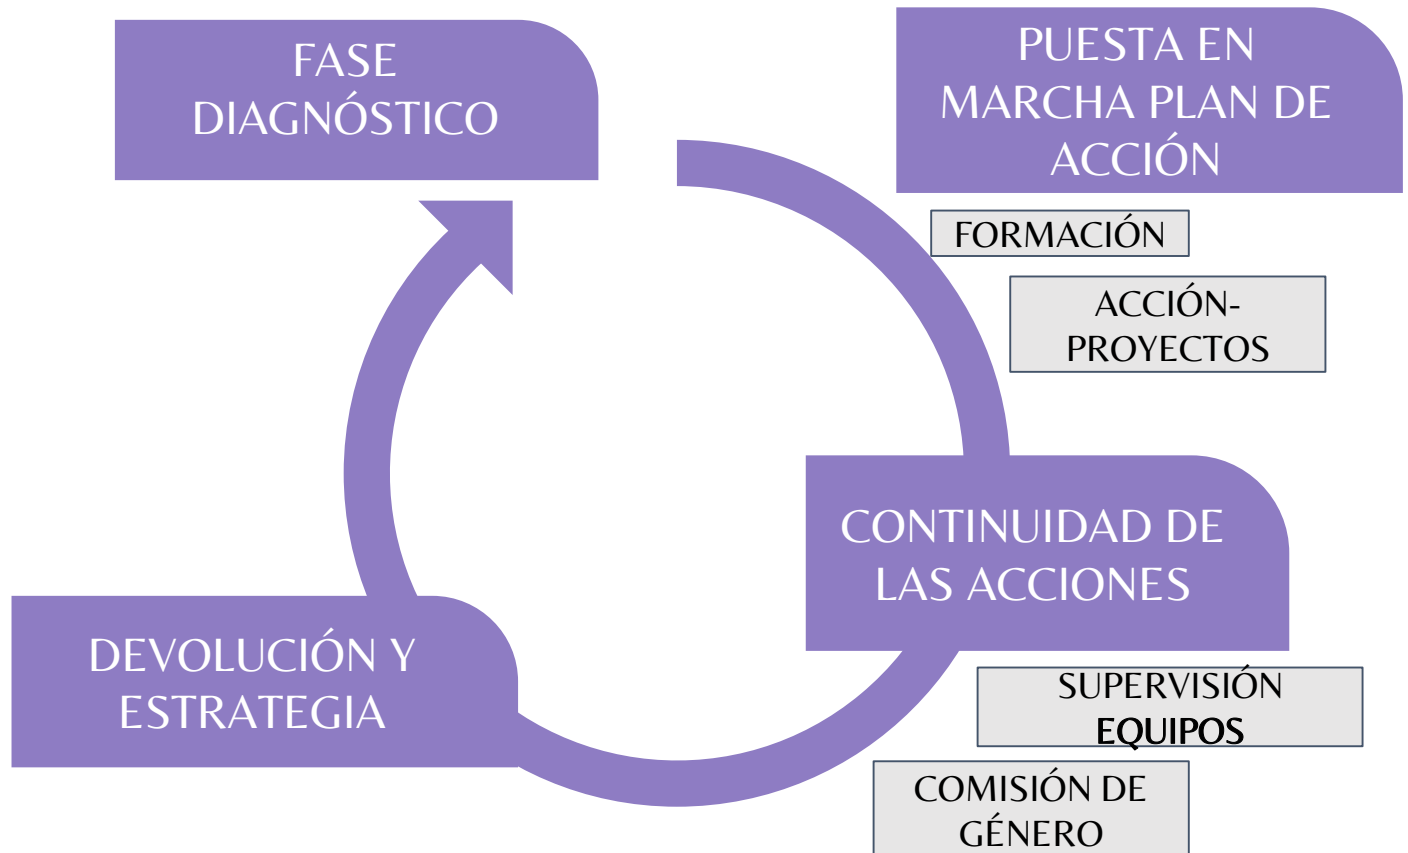 FASE
DIAGNÓSTICO
PUESTA EN
MARCHA PLAN DE
ACCIÓN
FORMACIÓN
ACCIÓN-
PROYECTOS
CONTINUIDAD DE
LAS ACCIONES
SUPERVISIÓN
EQUIPOS
COMISIÓN DE
GÉNERO
DEVOLUCIÓN Y
ESTRATEGIA